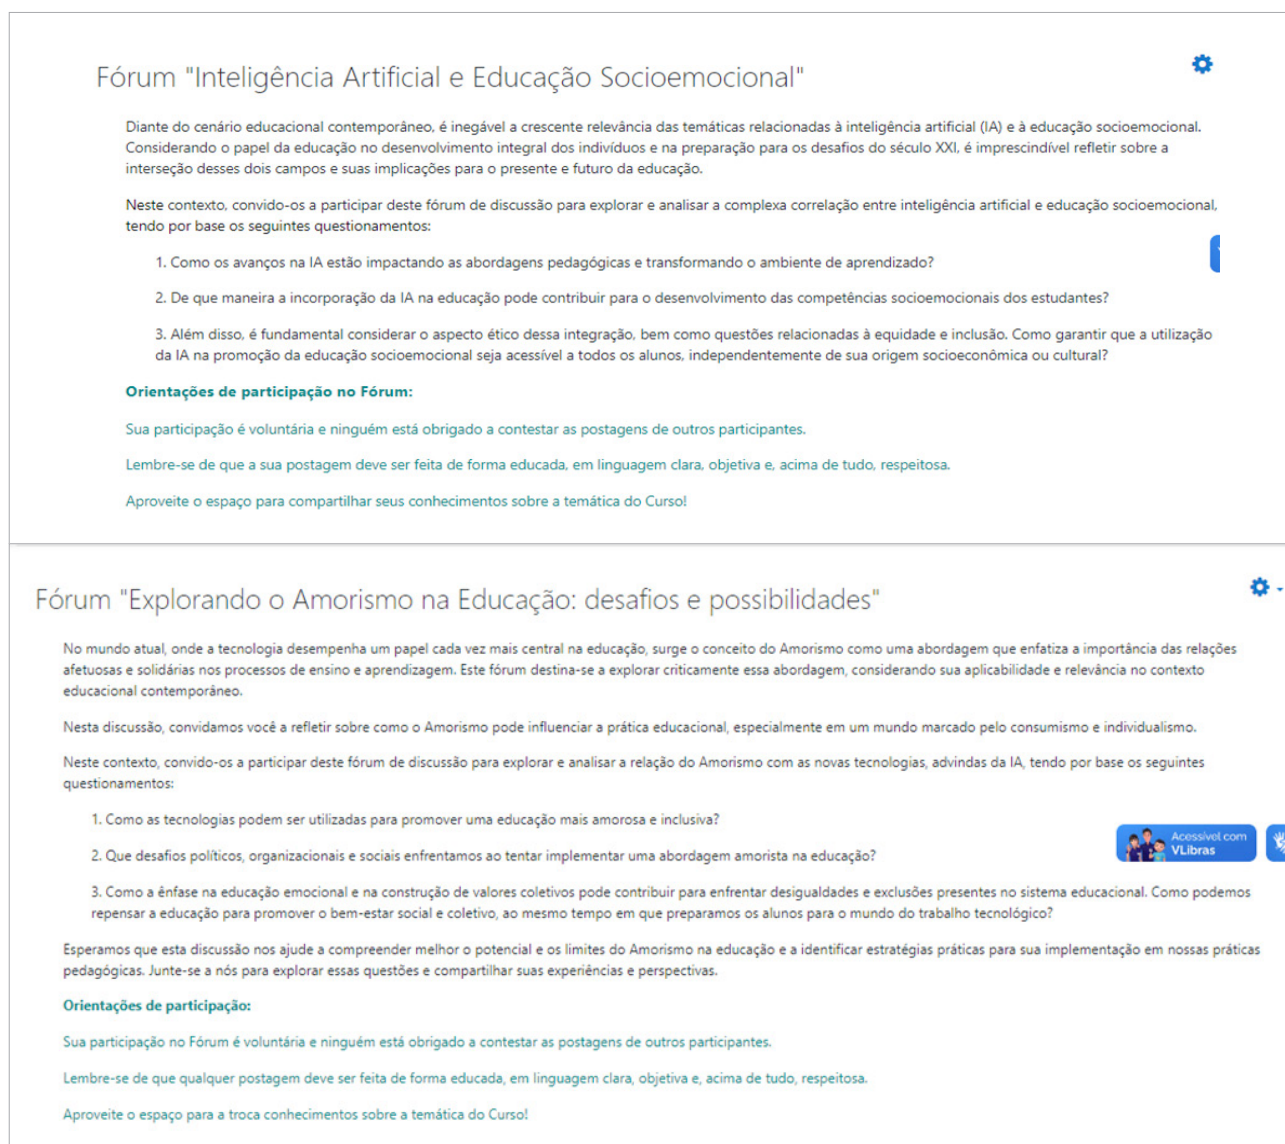 Fórum "Inteligência Artificial e Educação Socioemocional"
Diante do cenário educacional contemporâneo, é inegável a crescente relevância das temáticas relacionadas à inteligência artificial (IA) e à educação socioemocional.
Considerando o papel da educação no desenvolvimento integral dos indivíduos e na preparação para os desafios do século XXI, é imprescindível refletir sobre a
interseção desses dois campos e suas implicações para o presente e futuro da educação.
Neste contexto, convido-os a participar deste fórum de discussão para explorar e analisar a complexa correlação entre inteligência artificial e educação socioemocional,
tendo por base os seguintes questionamentos:
1. Como os avanços na IA estão impactando as abordagens pedagógicas e transformando o ambiente de aprendizado?
2. De que maneira a incorporação da IA na educação pode contribuir para o desenvolvimento das competências socioemocionais dos estudantes?
3. Além disso, é fundamental considerar o aspecto ético dessa integração, bem como questões relacionadas à equidade e inclusão. Como garantir que a utilização
da IA na promoção da educação socioemocional seja acessível a todos os alunos, independentemente de sua origem socioeconômica ou cultural?
Orientações de participação no Fórum:
Sua participação é voluntária e ninguém está obrigado a contestar as postagens de outros participantes.
Lembre-se de que a sua postagem deve ser feita de forma educada, em linguagem clara, objetiva e, acima de tudo, respeitosa.
Aproveite o espaço para compartilhar seus conhecimentos sobre a temática do Curso!
Fórum "Explorando o Amorismo na Educação: desafios e possibilidades"
No mundo atual, onde a tecnologia desempenha um papel cada vez mais central na educação, surge o conceito do Amorismo como uma abordagem que enfatiza a importância das relações
afetuosas e solidárias nos processos de ensino e aprendizagem. Este fórum destina-se a explorar criticamente essa abordagem, considerando sua aplicabilidade e relevância no contexto
educacional contemporâneo.
Nesta discussão, convidamos você a refletir sobre como o Amorismo pode influenciar a prática educacional, especialmente em um mundo marcado pelo consumismo e individualismo.
Neste contexto, convido-os a participar deste fórum de discussão para explorar e analisar a relação do Amorismo com as novas tecnologias, advindas da IA, tendo por base os seguintes
questionamentos:
1. Como as tecnologias podem ser utilizadas para promover uma educação mais amorosa e inclusiva?
2. Que desafios políticos, organizacionais e sociais enfrentamos ao tentar implementar uma abordagem amorista na educação?
Acessível com
VLibras
3. Como a ênfase na educação emocional e na construção de valores coletivos pode contribuir para enfrentar desigualdades e exclusões presentes no sistema educacional. Como podemos
repensar a educação para promover o bem-estar social e coletivo, ao mesmo tempo em que preparamos os alunos para o mundo do trabalho tecnológico?
Esperamos que esta discussão nos ajude a compreender melhor o potencial e os limites do Amorismo na educação e a identificar estratégias práticas para sua implementação em nossas práticas
pedagógicas. Junte-se a nós para explorar essas questões e compartilhar suas experiências e perspectivas.
Orientações de participação:
Sua participação no Fórum é voluntária e ninguém está obrigado a contestar as postagens de outros participantes.
Lembre-se de que qualquer postagem deve ser feita de forma educada, em linguagem clara, objetiva e, acima de tudo, respeitosa.
Aproveite o espaço para a troca conhecimentos sobre a temática do Curso!